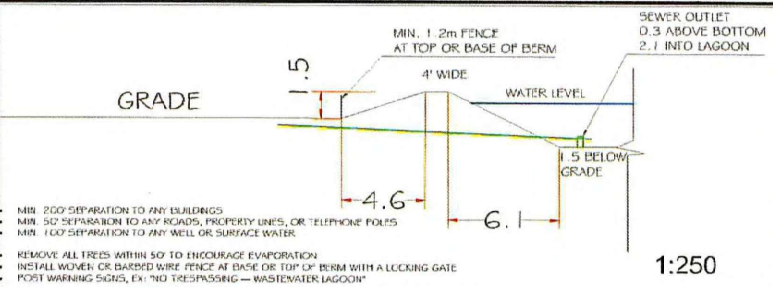 SEWER OUTLET
0.3 ABOVE BOTTOM
2.1 INTO LAGOON
MIN. 1.2m FENCE
AT TOP OR BASE OF BERM
1.5
4' WIDE
WATER LEVEL
GRADE
1.5 BELOW
GRADE
4.6
6.1
• MIN. 200' SEPARATION TO ANY BUILDINGS
• MIN. 50' SEPARATION TO ANY ROADS, PROPERTY LINES, OR TELEPHONE POLES
• MIN. 100' SEPARATION TO ANY WELL OR SURFACE WATER
• REMOVE ALL TREES WITHIN 50' TO ENCOURAGE EVAPORATION
• INSTALL WOVEN OR BARBED WIRE FENCE AT BASE OR TOP OF BERM WITH A LOCKING GATE
• POST WARNING SIGNS, EX: "NO TRESPASSING — WASTEWATER LAGOON"
1:250